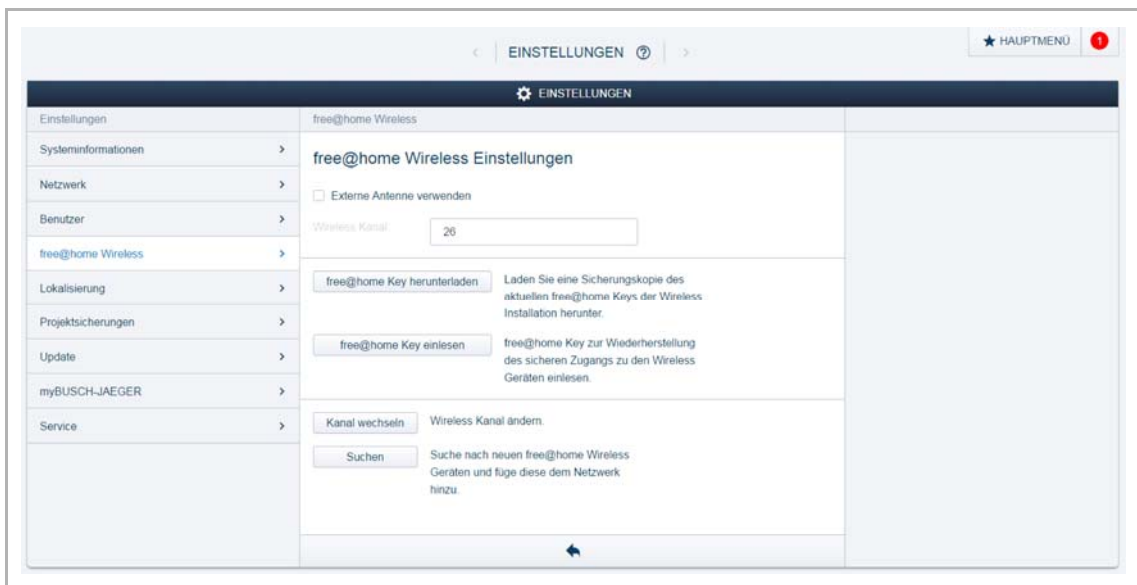 EINSTELLUNGEN
HAUPTMENÜ
1
EINSTELLUNGEN
Einstellungen
free@home Wireless
Systeminformationen
Netzwerk
Benutzer
free@home Wireless
Lokalisierung
Projektsicherungen
Update
myBUSCH-JAEGER
Service
free@home Wireless Einstellungen
Externe Antenne verwenden
Wireless Kanal
26
free@home Key herunterladen
Laden Sie eine Sicherungskopie des
aktuellen free@home Keys der Wireless
Installation herunter.
free@home Key einlesen
free@home Key zur Wiederherstellung
des sicheren Zugangs zu den Wireless
Geräten einlesen.
Kanal wechseln
Wireless Kanal ändern.
Suchen
Suche nach neuen free@home Wireless
Geräten und füge diese dem Netzwerk
hinzu.